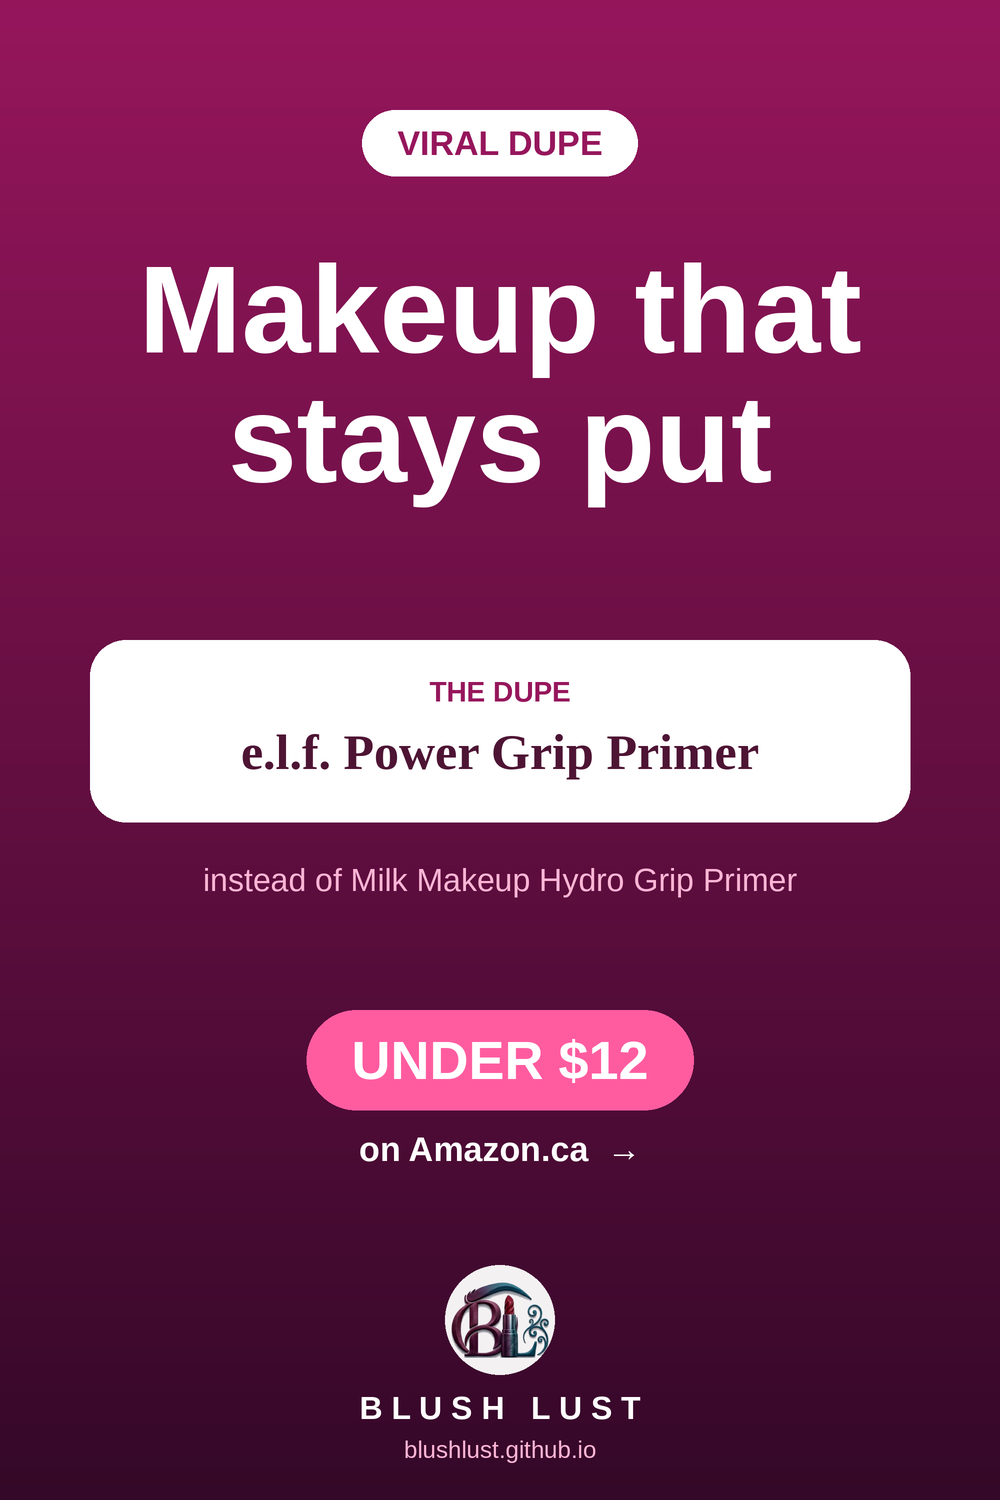 VIRAL DUPE
Makeup that
stays put
THE DUPE
e.l.f. Power Grip Primer
instead of Milk Makeup Hydro Grip Primer
UNDER $12
on Amazon.ca →
BL
BLUSH LUST
blushlust.github.io